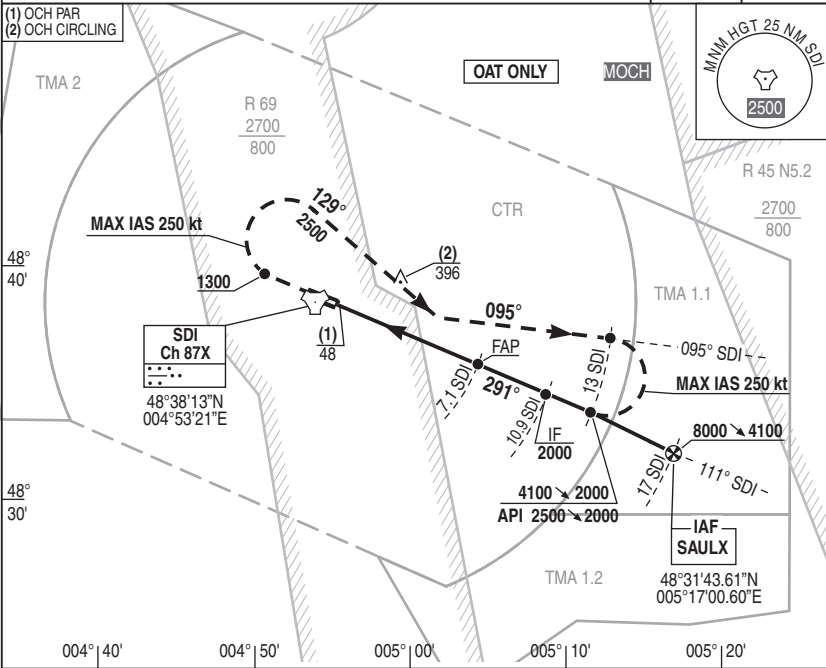 (1) OCH PAR
(2) OCH CIRCLING
OAT ONLY
MOCH
MNM HGT 25 NM SDI
2500
TMA 2
R 69
2700
800
R 45 N5.2
2700
800
CTR
MAX IAS 250 kt
129°
2500
(2)
396
48°
40'
1300
TMA 1.1
095°
095° SDI
SDI
Ch 87X
48°38'13"N
004°53'21"E
(1)
48
FAP
13 SDI
MAX IAS 250 kt
7.1 SDI
291°
10.9 SDI
IF
2000
8000 ↘ 4100
17 SDI
111° SDI
4100 ↘ 2000
API 2500 ↘ 2000
48°
30'
IAF
SAULX
48°31'43.61"N
005°17'00.60"E
TMA 1.2
004° 40'
004° 50'
005° 00'
005° 10'
005° 20'